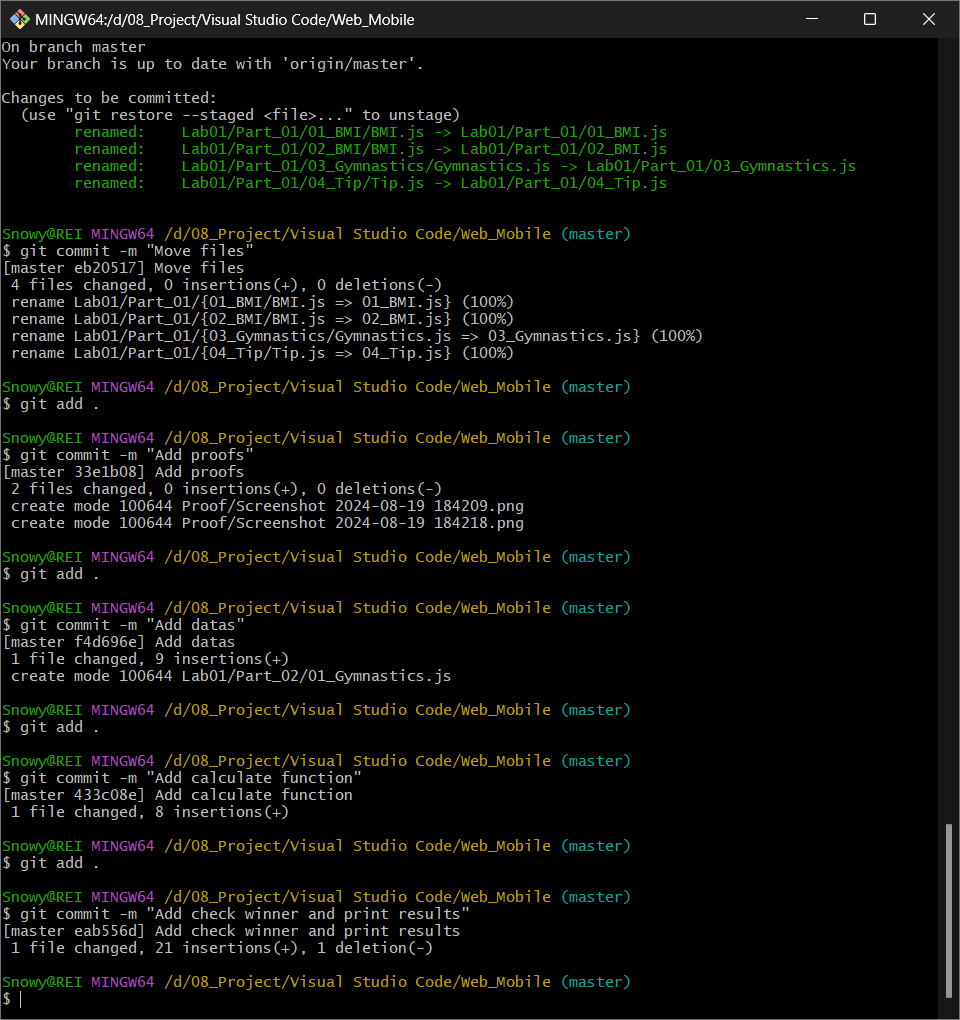 MINGW64:/d/08_Project/Visual Studio Code/Web_Mobile
On branch master
Your branch is up to date with 'origin/master'.
Changes to be committed:
  (use "git restore --staged <file>..." to unstage)
        renamed:    Lab01/Part_01/01_BMI/BMI.js -> Lab01/Part_01/01_BMI.js
        renamed:    Lab01/Part_01/02_BMI/BMI.js -> Lab01/Part_01/02_BMI.js
        renamed:    Lab01/Part_01/03_Gymnastics/Gymnastics.js -> Lab01/Part_01/03_Gymnastics.js
        renamed:    Lab01/Part_01/04_Tip/Tip.js -> Lab01/Part_01/04_Tip.js
Snowy@REI MINGW64 /d/08_Project/Visual Studio Code/Web_Mobile (master)
$ git commit -m "Move files"
[master eb20517] Move files
 4 files changed, 0 insertions(+), 0 deletions(-)
 rename Lab01/Part_01/{01_BMI/BMI.js => 01_BMI.js} (100%)
 rename Lab01/Part_01/{02_BMI/BMI.js => 02_BMI.js} (100%)
 rename Lab01/Part_01/{03_Gymnastics/Gymnastics.js => 03_Gymnastics.js} (100%)
 rename Lab01/Part_01/{04_Tip/Tip.js => 04_Tip.js} (100%)
Snowy@REI MINGW64 /d/08_Project/Visual Studio Code/Web_Mobile (master)
$ git add .
Snowy@REI MINGW64 /d/08_Project/Visual Studio Code/Web_Mobile (master)
$ git commit -m "Add proofs"
[master 33e1b08] Add proofs
 2 files changed, 0 insertions(+), 0 deletions(-)
 create mode 100644 Proof/Screenshot 2024-08-19 184209.png
 create mode 100644 Proof/Screenshot 2024-08-19 184218.png
Snowy@REI MINGW64 /d/08_Project/Visual Studio Code/Web_Mobile (master)
$ git add .
Snowy@REI MINGW64 /d/08_Project/Visual Studio Code/Web_Mobile (master)
$ git commit -m "Add datas"
[master f4d696e] Add datas
 1 file changed, 9 insertions(+)
 create mode 100644 Lab01/Part_02/01_Gymnastics.js
Snowy@REI MINGW64 /d/08_Project/Visual Studio Code/Web_Mobile (master)
$ git add .
Snowy@REI MINGW64 /d/08_Project/Visual Studio Code/Web_Mobile (master)
$ git commit -m "Add calculate function"
[master 433c08e] Add calculate function
 1 file changed, 8 insertions(+)
Snowy@REI MINGW64 /d/08_Project/Visual Studio Code/Web_Mobile (master)
$ git add .
Snowy@REI MINGW64 /d/08_Project/Visual Studio Code/Web_Mobile (master)
$ git commit -m "Add check winner and print results"
[master eab556d] Add check winner and print results
 1 file changed, 21 insertions(+), 1 deletion(-)
Snowy@REI MINGW64 /d/08_Project/Visual Studio Code/Web_Mobile (master)
$